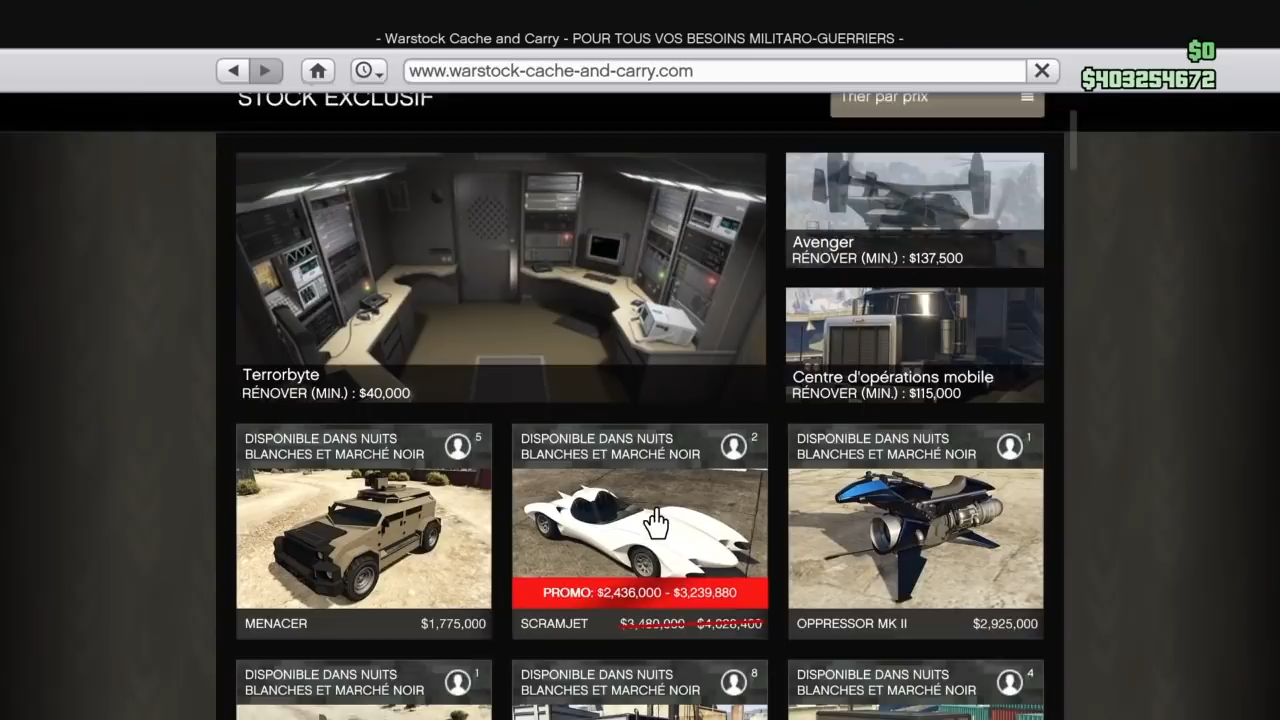 - Warstock Cache and Carry - POUR TOUS VOS BESOINS MILITARO-GUERRIERS -
$0
www.warstock-cache-and-carry.com
$403254672
STOCK EXCLUSIF
Trier par prix
Avenger
RÉNOVER (MIN.) : $137,500
Terrorbyte
RÉNOVER (MIN.) : $40,000
Centre d'opérations mobile
RÉNOVER (MIN.) : $115,000
DISPONIBLE DANS NUITS
BLANCHES ET MARCHÉ NOIR
5
DISPONIBLE DANS NUITS
BLANCHES ET MARCHÉ NOIR
2
DISPONIBLE DANS NUITS
BLANCHES ET MARCHÉ NOIR
1
PROMO: $2,436,000 - $3,239,880
MENACER $1,775,000
SCRAMJET $3,480,000 - $4,628,400
OPPRESSOR MK II $2,925,000
DISPONIBLE DANS NUITS
BLANCHES ET MARCHÉ NOIR
1
DISPONIBLE DANS NUITS
BLANCHES ET MARCHÉ NOIR
8
DISPONIBLE DANS NUITS
BLANCHES ET MARCHÉ NOIR
4